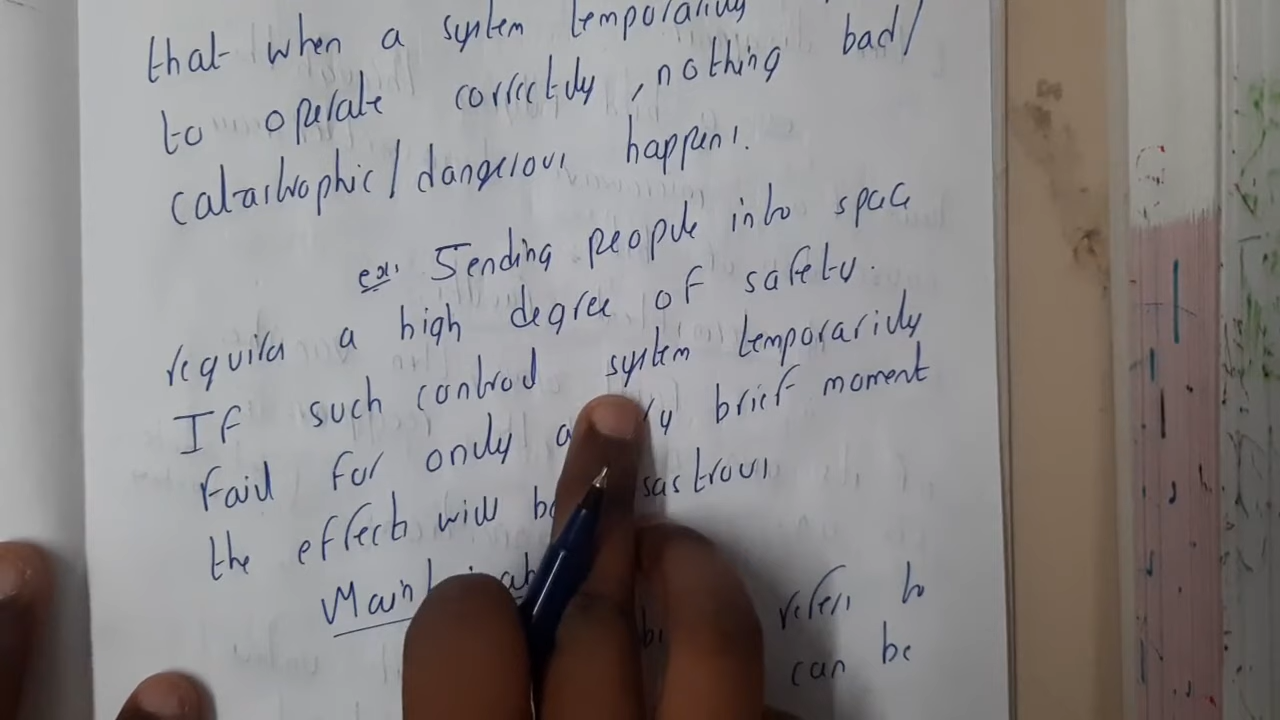 that when a system temporarily
to operate correctly, nothing bad/
catastrophic/dangerous happens.
ex. Sending people into space
requires a high degree of safety.
If such control system temporarily
fail for only a brief moment
the effects will be
refers to
can be